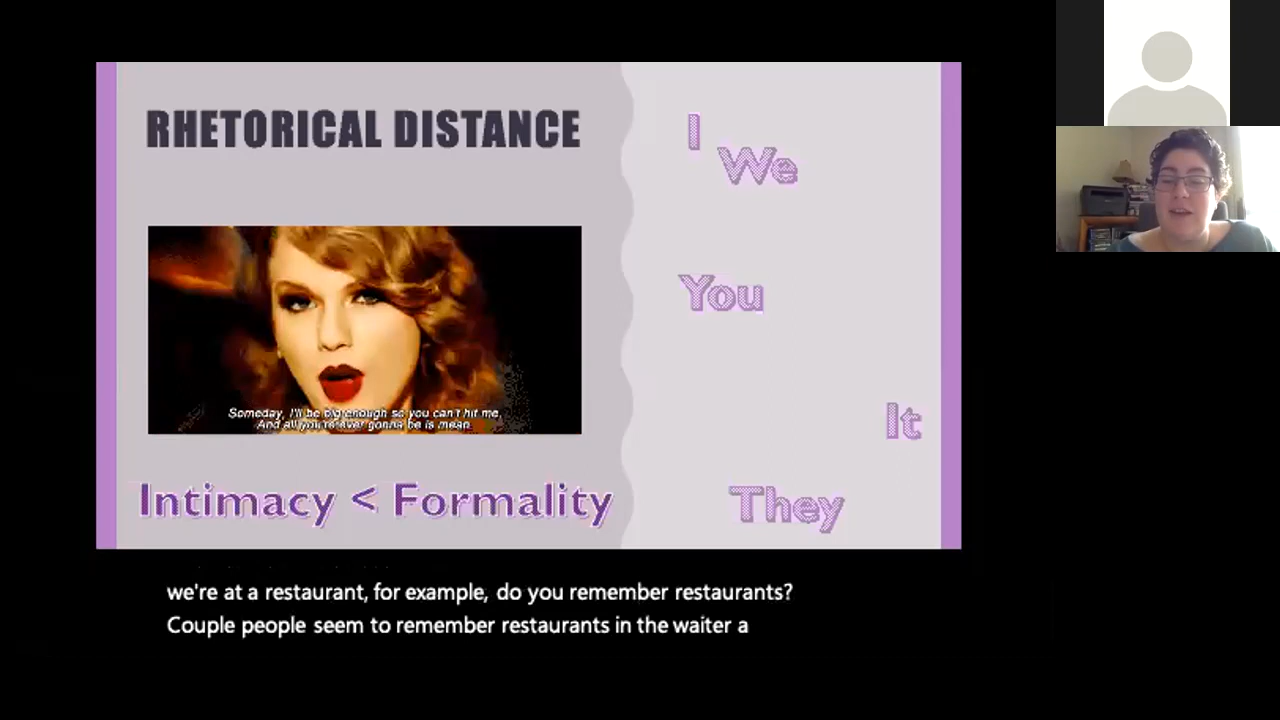 RHETORICAL DISTANCE
I
We
You
It
They
Someday, I'll be big enough so you can't hit me,
And all you're ever gonna be is mean
Intimacy < Formality
we're at a restaurant, for example, do you remember restaurants?
Couple people seem to remember restaurants in the waiter a